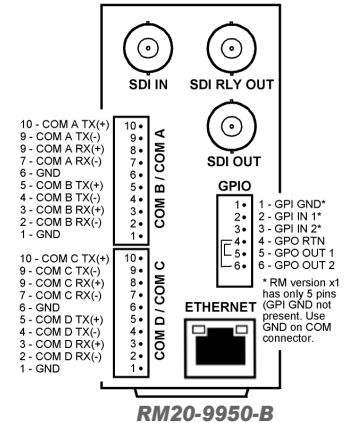 SDI IN
SDI RLY OUT
SDI OUT
10 - COM A TX(+)
9 - COM A TX(-)
9 - COM A RX(+)
7 - COM A RX(-)
6 - GND
5 - COM B TX(+)
4 - COM B TX(-)
3 - COM B RX(+)
2 - COM B RX(-)
1 - GND
10
9
8
7
6
5
4
3
2
1
COM B / COM A
GPIO
1
2
3
4
5
6
1 - GPI GND*
2 - GPI IN 1*
3 - GPI IN 2*
4 - GPO RTN
5 - GPO OUT 1
6 - GPO OUT 2
* RM version x1
has only 5 pins
(GPI GND not
present. Use
GND on COM
connector.
10 - COM C TX(+)
9 - COM C TX(-)
9 - COM C RX(+)
7 - COM C RX(-)
6 - GND
5 - COM D TX(+)
4 - COM D TX(-)
3 - COM D RX(+)
2 - COM D RX(-)
1 - GND
10
9
8
7
6
5
4
3
2
1
COM D / COM C
ETHERNET
RM20-9950-B